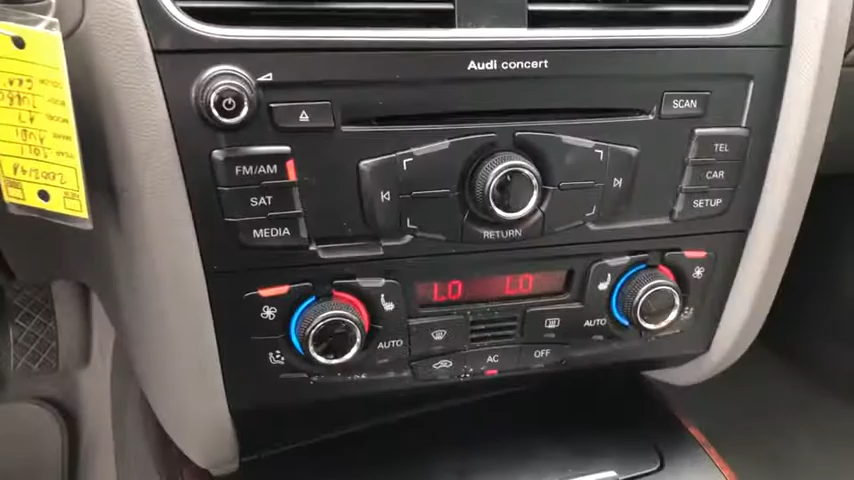 Audi concert
SCAN
FM/AM
SAT
MEDIA
TEL
CAR
SETUP
RETURN
LO LO
AUTO
AUTO
AC
OFF